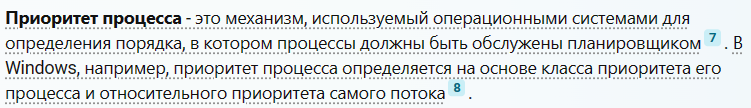 Приоритет процесса - это механизм, используемый операционными системами для
определения порядка, в котором процессы должны быть обслужены планировщиком 7 . В
Windows, например, приоритет процесса определяется на основе класса приоритета его
процесса и относительного приоритета самого потока 8 .